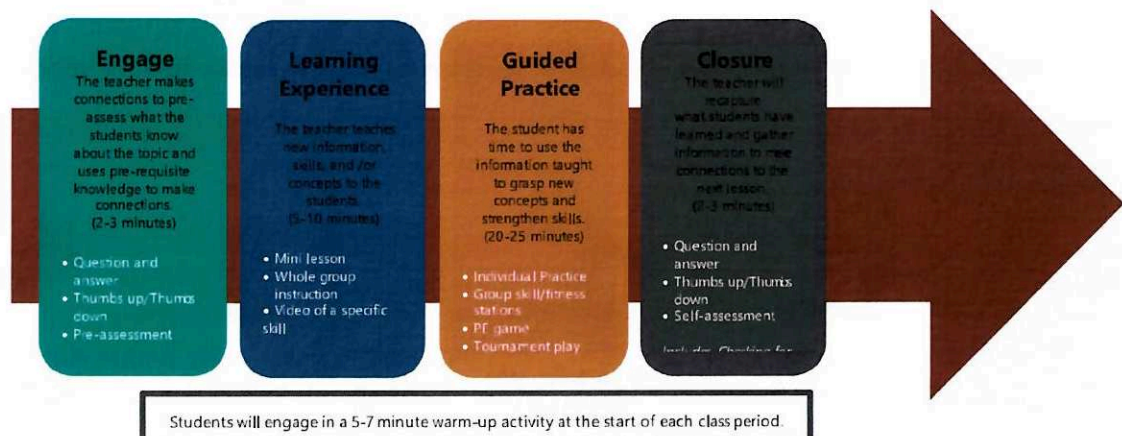 Engage
The teacher makes
connections to pre-
assess what the
students know
about the topic and
uses pre-requisite
knowledge to make
connections.
(2-3 minutes)
• Question and
answer
• Thumbs up/Thumbs
down
• Pre-assessment
Learning
Experience
The teacher teaches
new information,
skills, and /or
concepts to the
students.
(5-10 minutes)
• Mini lesson
• Whole group
instruction
• Video of a specific
skill
Guided
Practice
The student has
time to use the
information taught
to grasp new
concepts and
strengthen skills.
(20-25 minutes)
• Individual Practice
• Group skill/fitness
stations
• PE game
• Tournament play
Closure
The teacher will
recapture
what students have
learned and gather
information to
connections to the
next lesson.
(2-3 minutes)
• Question and
answer
• Thumbs up/Thumbs
down
• Self-assessment
Includes Checking for
Students will engage in a 5-7 minute warm-up activity at the start of each class period.